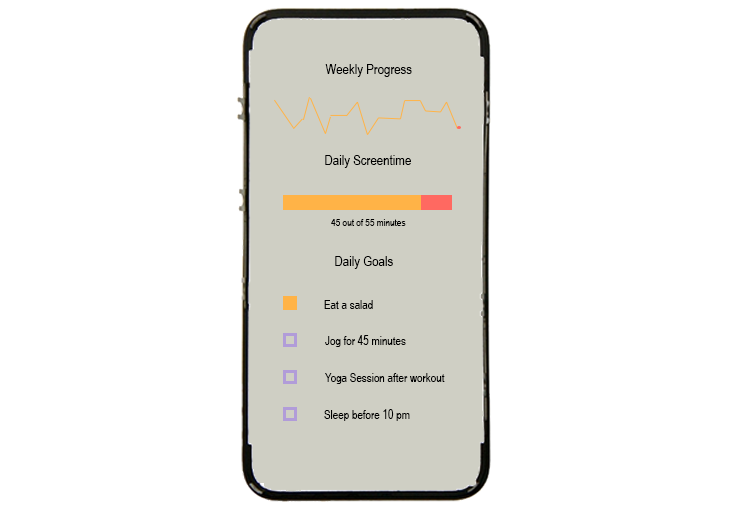 Weekly Progress
Daily Screentime
45 out of 55 minutes
Daily Goals
Eat a salad
Jog for 45 minutes
Yoga Session after workout
Sleep before 10 pm